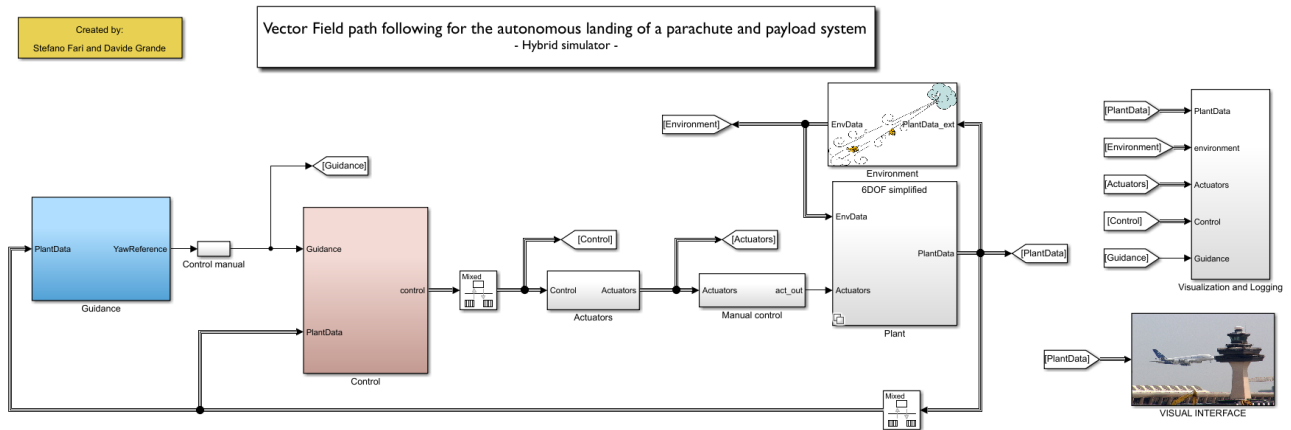 Created by:
Stefano Fari and Davide Grande
Vector Field path following for the autonomous landing of a parachute and payload system
- Hybrid simulator -
[Environment]
EnvData
PlantData_ext
Environment
[Guidance]
PlantData
YawReference
Guidance
Control manual
Guidance
control
PlantData
Control
Mixed
[Control]
Control
Actuators
Actuators
[Actuators]
Actuators
act_out
Manual control
6DOF simplified
EnvData
PlantData
Actuators
Plant
[PlantData]
Mixed
[PlantData]
PlantData
[Environment]
environment
[Actuators]
Actuators
[Control]
Control
[Guidance]
Guidance
Visualization and Logging
[PlantData]
VISUAL INTERFACE